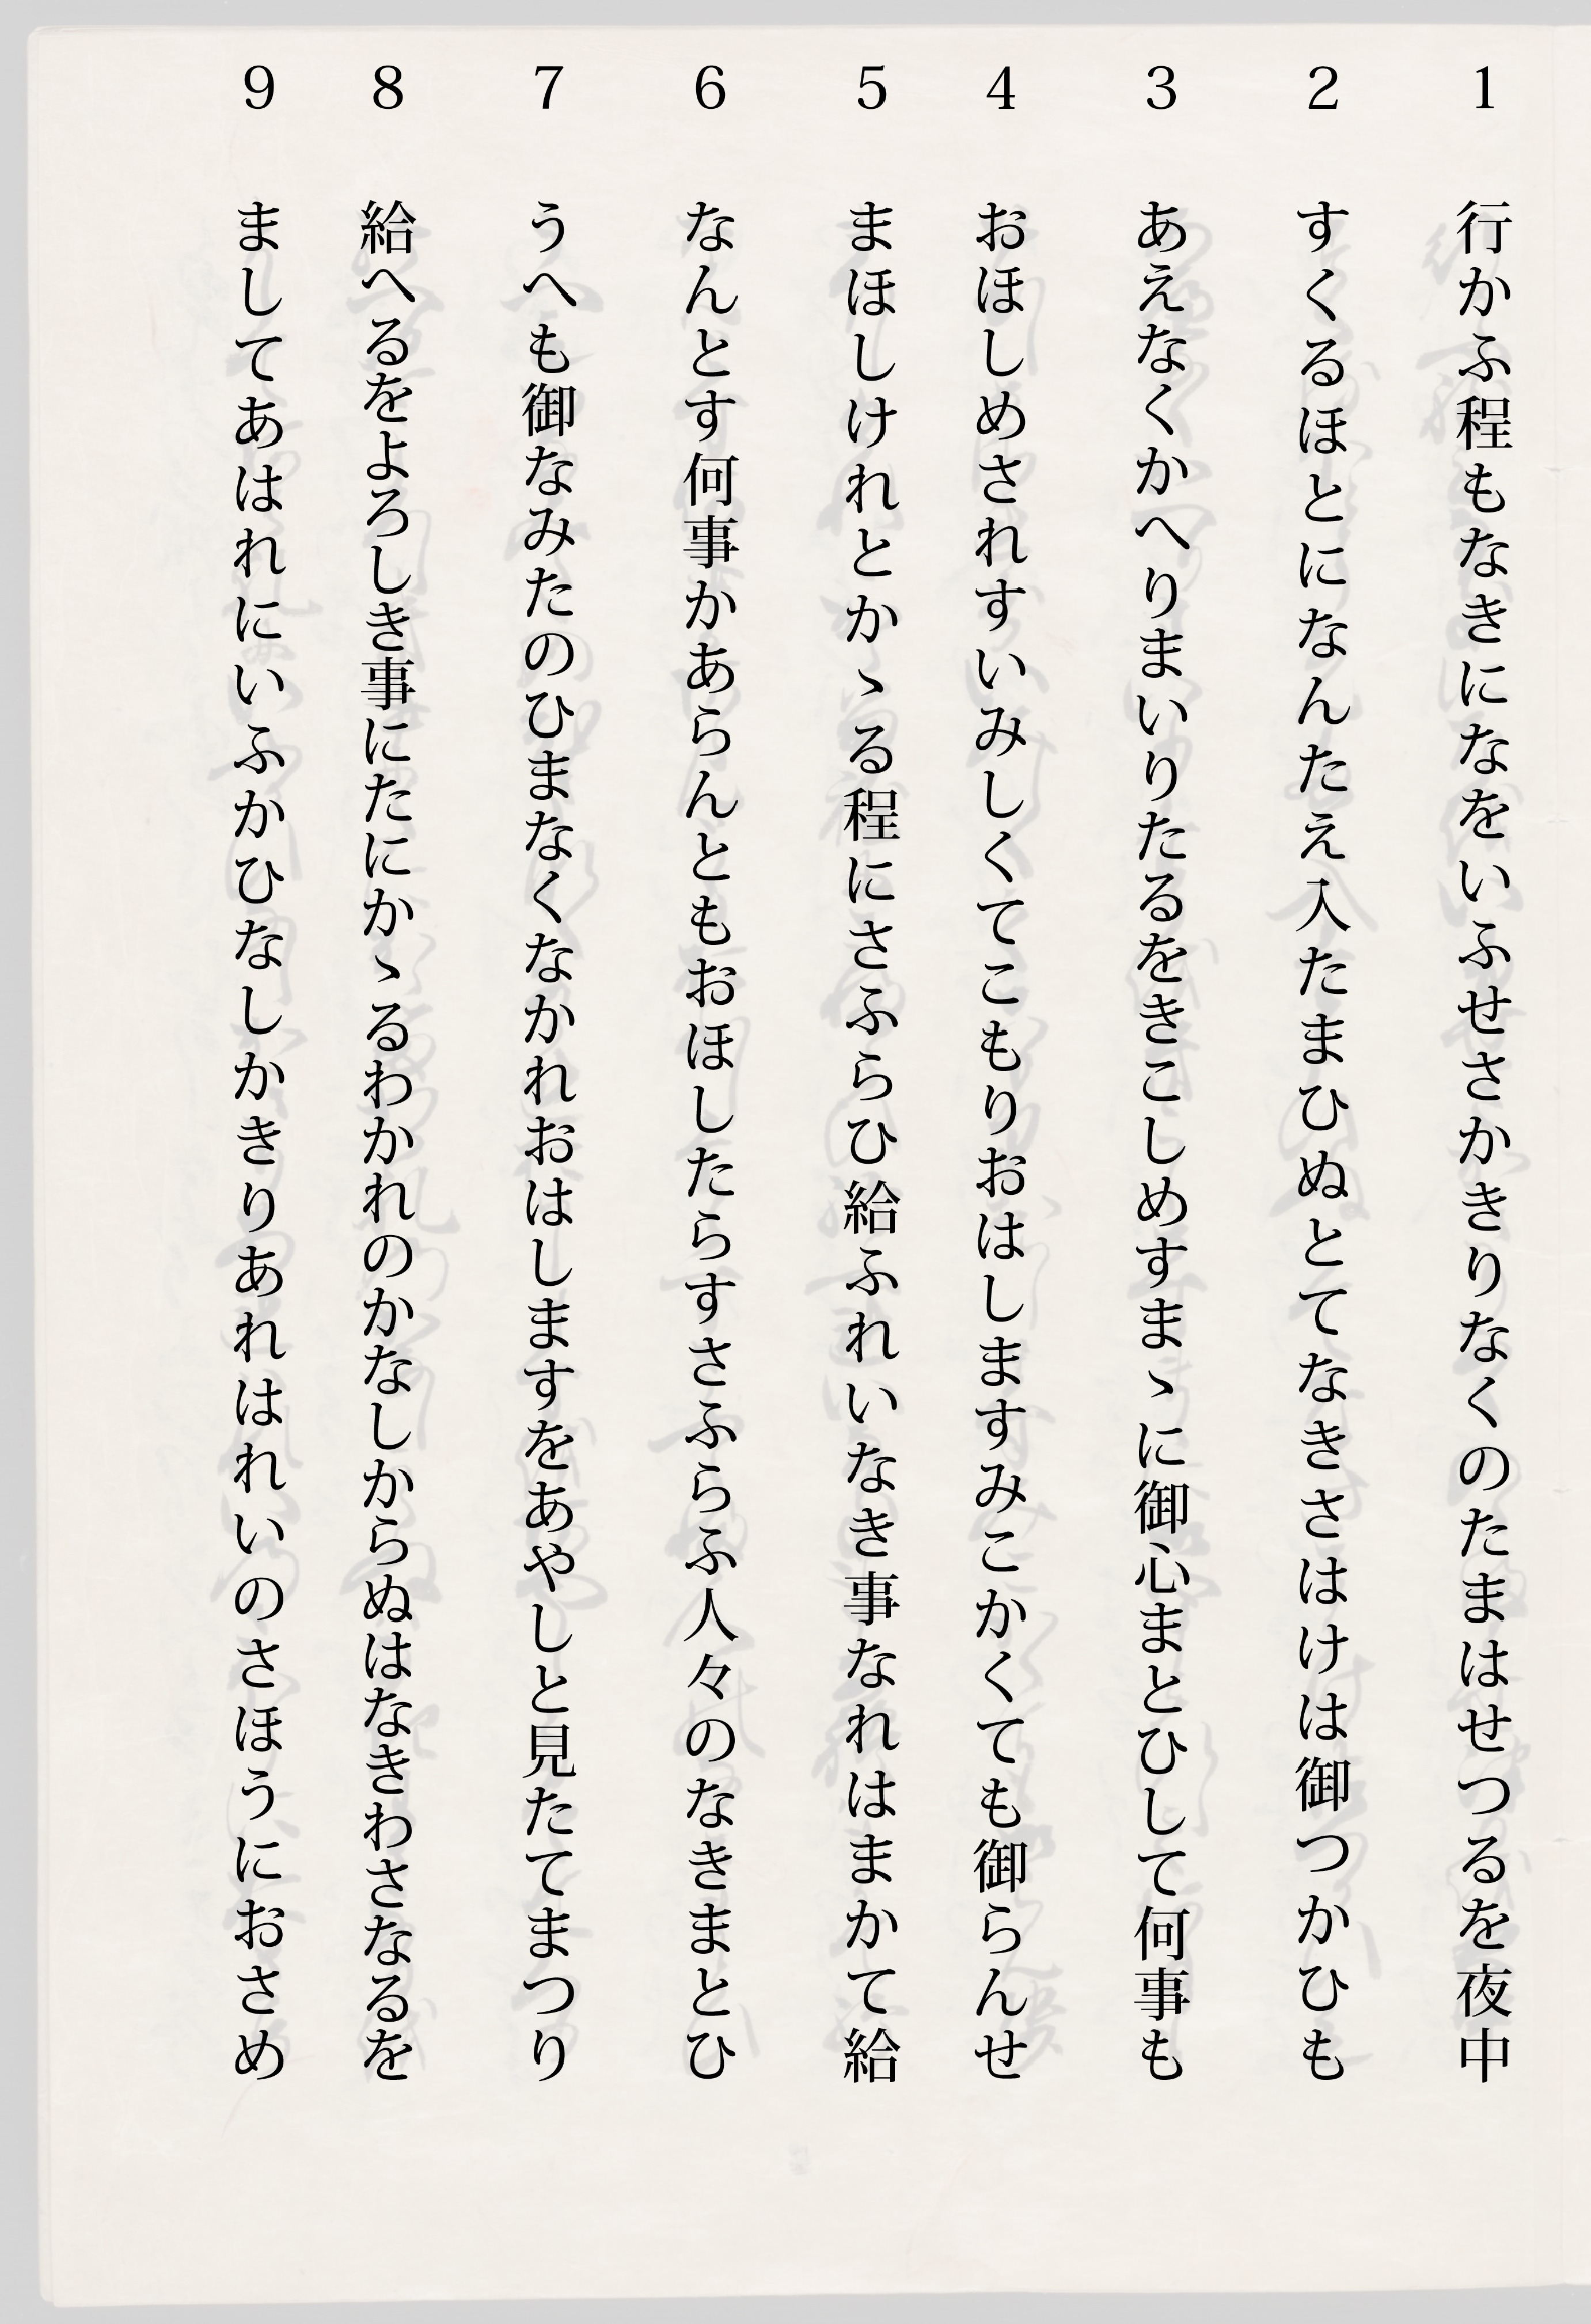 1 行かふ程もなきになをいふせさかきりなくのたまはせつるを夜中
2 すくるほとになんたえ入たまひぬとてなきさはけは御つかひも
3 あえなくかへりまいりたるをきこしめすまゝに御心まとひして何事も
4 おほしめされすいみしくてこもりおはしますみこかくても御らんせ
5 まほしけれとかゝる程にさふらひ給ふれいなき事なれはまかて給
6 なんとす何事かあらんともおほしたらすさふらふ人々のなきまとひ
7 うへも御なみたのひまなくなかれおはしますをあやしと見たてまつり
8 給へるをよろしき事にたにかゝるわかれのかなしからぬはなきわさなるを
9 ましてあはれにいふかひなしかきりあれはれいのさほうにおさめ